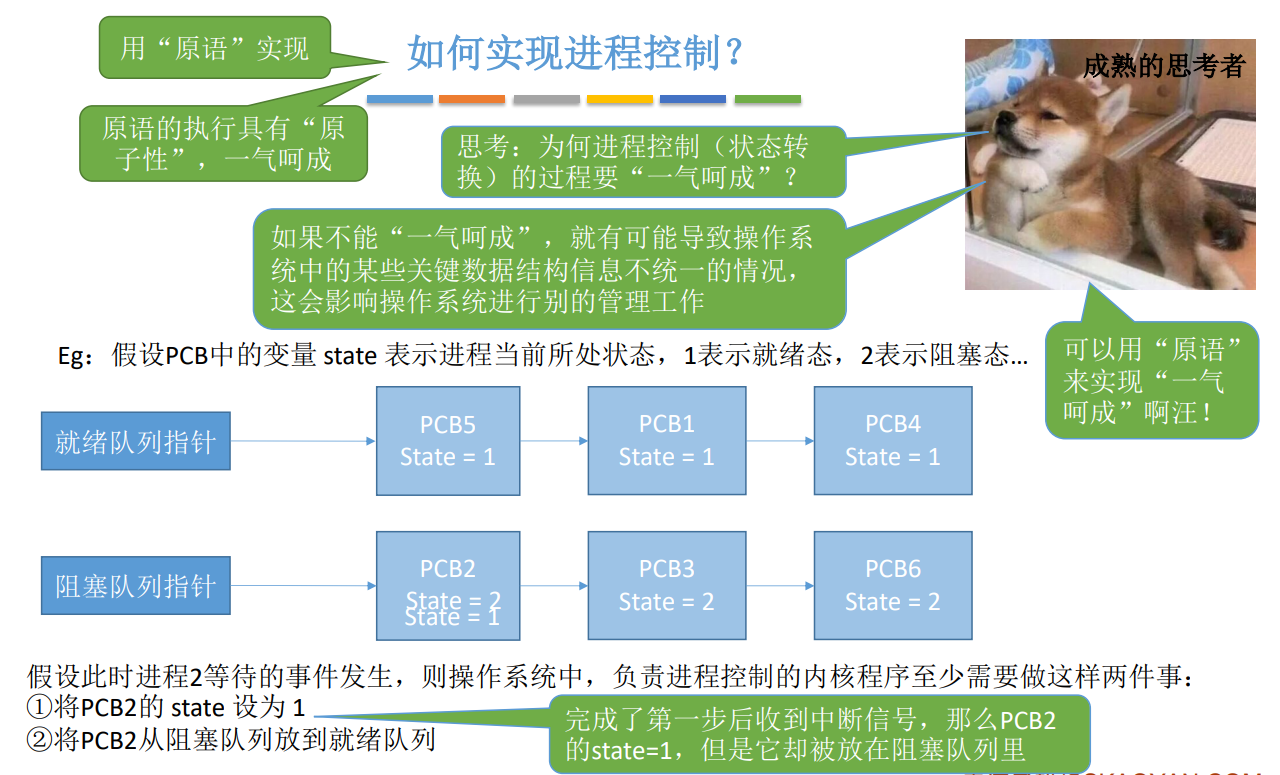 用“原语”实现
如何实现进程控制？
成熟的思考者
原语的执行具有“原
子性”，一气呵成
思考：为何进程控制（状态转
换）的过程要“一气呵成”？
如果不能“一气呵成”，就有可能导致操作系
统中的某些关键数据结构信息不统一的情况，
这会影响操作系统进行别的管理工作
可以用“原语”
来实现“一气
呵成”啊汪！
Eg：假设PCB中的变量 state 表示进程当前所处状态，1表示就绪态，2表示阻塞态…
就绪队列指针
PCB5
State = 1
PCB1
State = 1
PCB4
State = 1
阻塞队列指针
PCB2
State = 2
State = 1
PCB3
State = 2
PCB6
State = 2
假设此时进程2等待的事件发生，则操作系统中，负责进程控制的内核程序至少需要做这样两件事：
①将PCB2的 state 设为 1
②将PCB2从阻塞队列放到就绪队列
完成了第一步后收到中断信号，那么PCB2
的state=1，但是它却被放在阻塞队列里